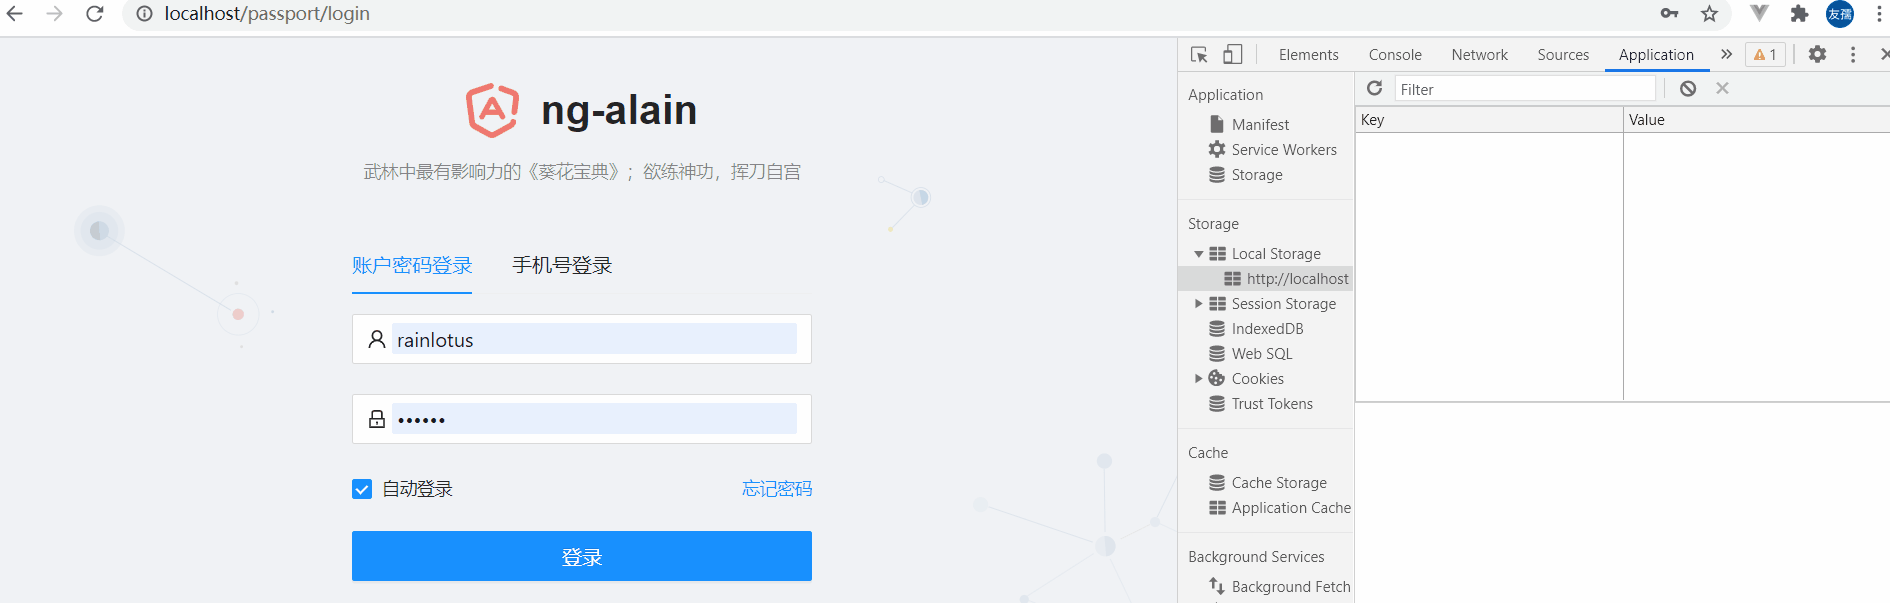 localhost/passport/login
友孺
ng-alain
武林中最有影响力的《葵花宝典》；欲练神功，挥刀自宫
账户密码登录
手机号登录
rainlotus
••••••
自动登录
忘记密码
登录
Elements
Console
Network
Sources
Application
1
Application
Manifest
Service Workers
Storage
Storage
Local Storage
http://localhost
Session Storage
IndexedDB
Web SQL
Cookies
Trust Tokens
Cache
Cache Storage
Application Cache
Background Services
Background Fetch
Filter
Key
Value